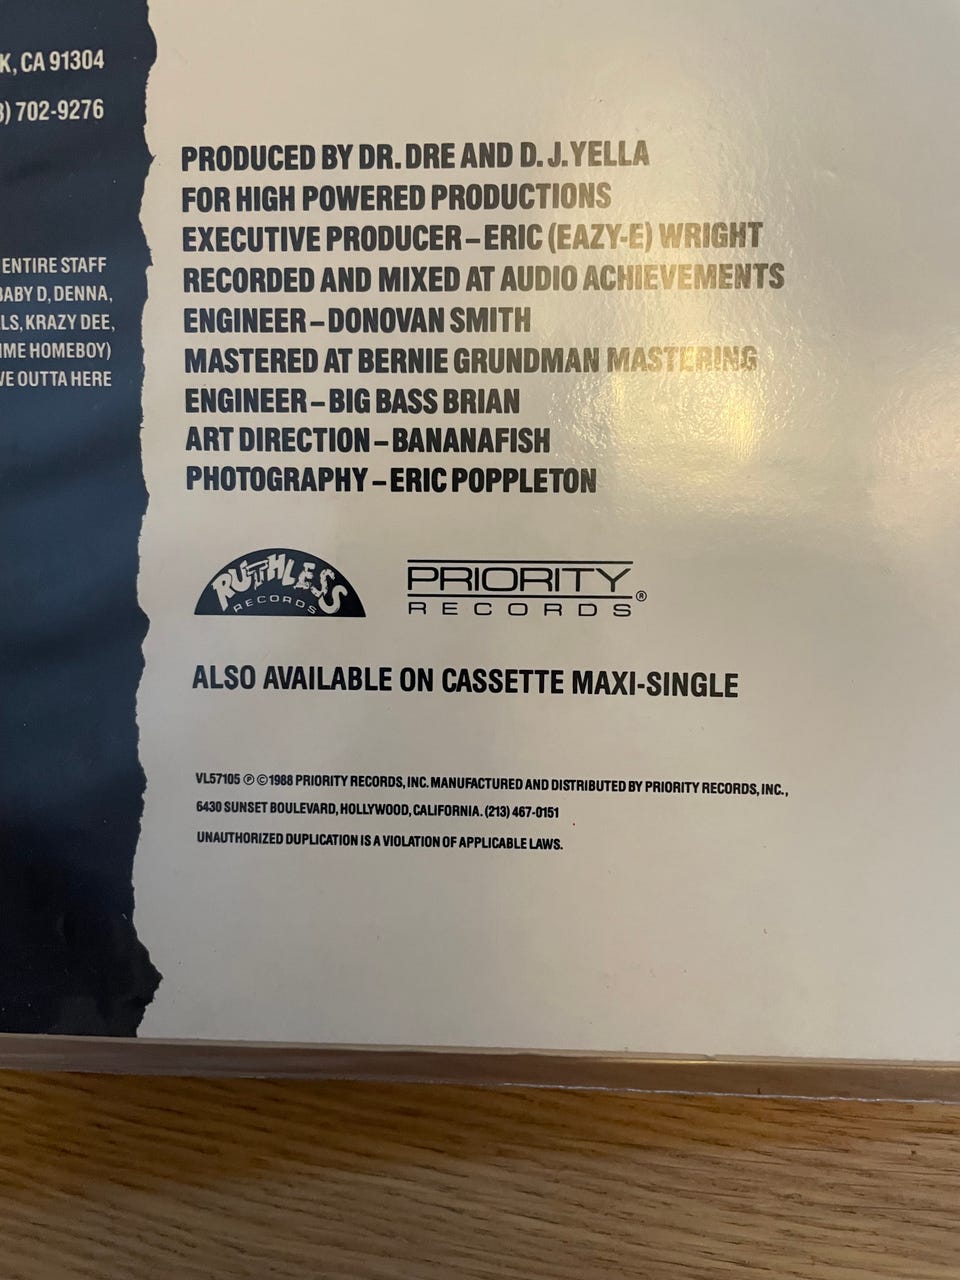 K, CA 91304
) 702-9276
ENTIRE STAFF
BABY D, DENNA,
LS, KRAZY DEE,
IME HOMEBOY)
VE OUTTA HERE
PRODUCED BY DR. DRE AND D. J. YELLA
FOR HIGH POWERED PRODUCTIONS
EXECUTIVE PRODUCER – ERIC (EAZY-E) WRIGHT
RECORDED AND MIXED AT AUDIO ACHIEVEMENTS
ENGINEER – DONOVAN SMITH
MASTERED AT BERNIE GRUNDMAN MASTERING
ENGINEER – BIG BASS BRIAN
ART DIRECTION – BANANAFISH
PHOTOGRAPHY – ERIC POPPLETON
RUTHLESS
RECORDS
PRIORITY
RECORDS®
ALSO AVAILABLE ON CASSETTE MAXI-SINGLE
VL57105 ℗ ©1988 PRIORITY RECORDS, INC. MANUFACTURED AND DISTRIBUTED BY PRIORITY RECORDS, INC.,
6430 SUNSET BOULEVARD, HOLLYWOOD, CALIFORNIA. (213) 467-0151
UNAUTHORIZED DUPLICATION IS A VIOLATION OF APPLICABLE LAWS.